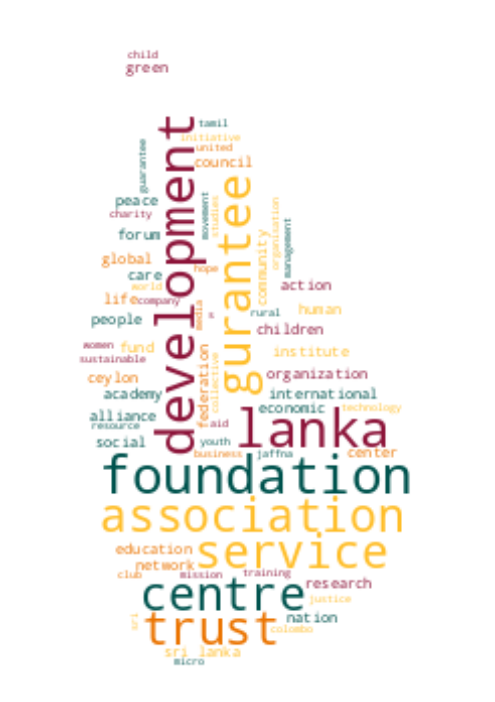 child
green
tamil
initiative
united
council
guarantee
development
movement
studies
gurantee
peace
charity
forum
organisation
management
community
global
hope
care
world
action
life
company
media
s
rural
human
people
children
women
fund
institute
sustainable
federation
collective
ceylon
organization
academy
international
economic
technology
alliance
aid
lanka
resource
social
youth
business
jaffna
center
foundation
association
education
service
network
club
mission
training
research
centre
justice
sri
trust
nation
colombo
sri lanka
micro